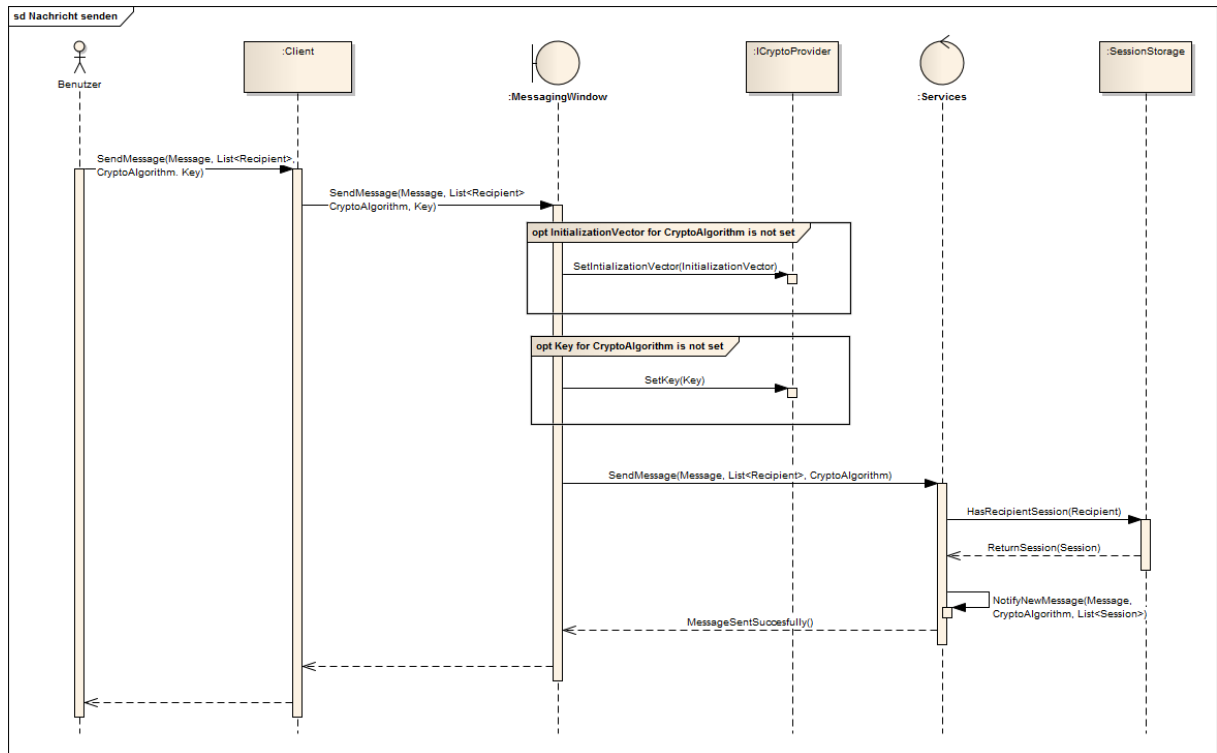 sd Nachricht senden
Benutzer
:Client
:MessagingWindow
:ICryptoProvider
:Services
:SessionStorage
SendMessage(Message, List<Recipient>,
CryptoAlgorithm. Key)
SendMessage(Message, List<Recipient>
CryptoAlgorithm, Key)
opt InitializationVector for CryptoAlgorithm is not set
SetIntializationVector(InitializationVector)
opt Key for CryptoAlgorithm is not set
SetKey(Key)
SendMessage(Message, List<Recipient>, CryptoAlgorithm)
HasRecipientSession(Recipient)
ReturnSession(Session)
NotifyNewMessage(Message,
CryptoAlgorithm, List<Session>)
MessageSentSuccesfully()